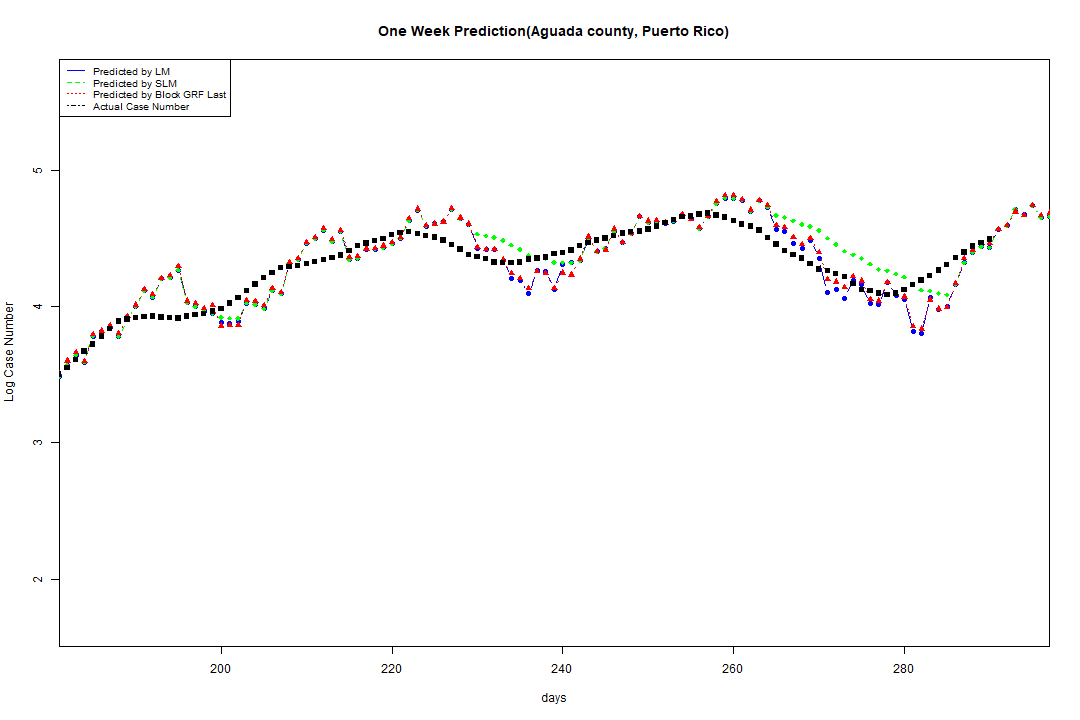 One Week Prediction(Aguada county, Puerto Rico)
Predicted by LM
Predicted by SLM
Predicted by Block GRF Last
Actual Case Number
5
4
3
2
Log Case Number
200 220 240 260 280
days